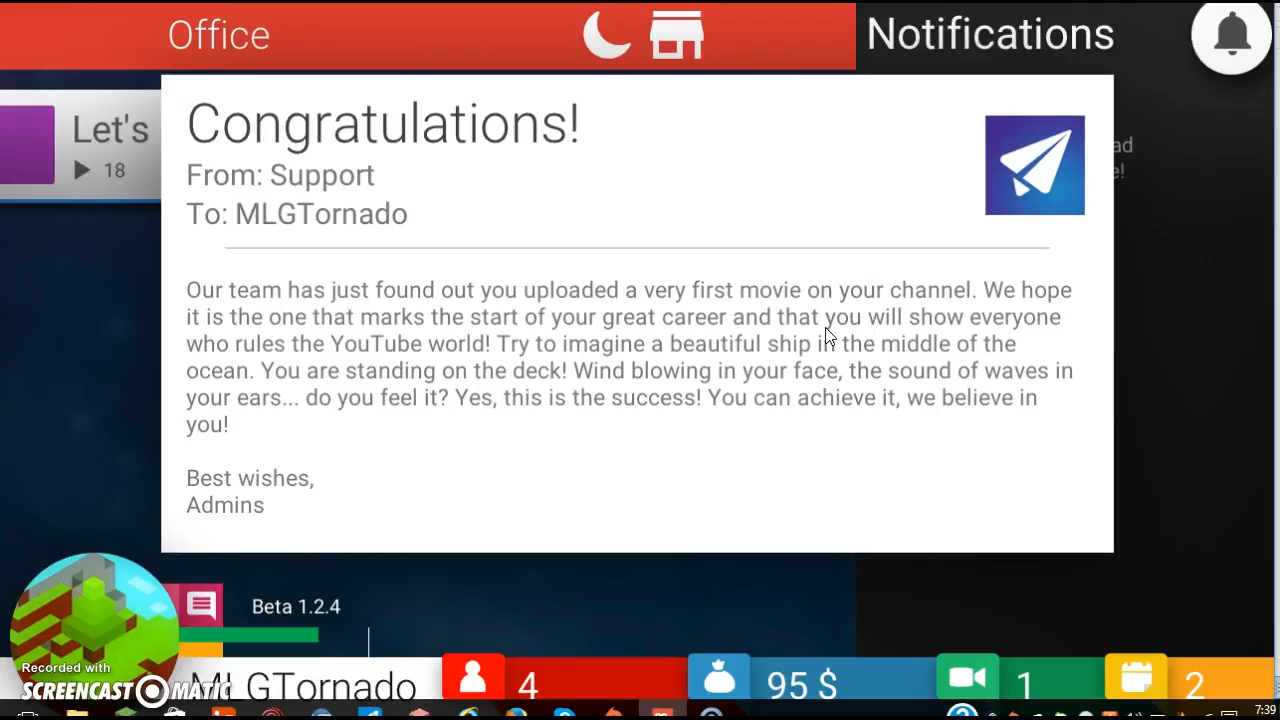 Office
Notifications
Let's
18
Congratulations!
From: Support
To: MLGTornado
ad
e!
Our team has just found out you uploaded a very first movie on your channel. We hope
it is the one that marks the start of your great career and that you will show everyone
who rules the YouTube world! Try to imagine a beautiful ship in the middle of the
ocean. You are standing on the deck! Wind blowing in your face, the sound of waves in
your ears... do you feel it? Yes, this is the success! You can achieve it, we believe in
you!
Best wishes,
Admins
Beta 1.2.4
Recorded with
SCREENCAST MATIC
MLGTornado
4
95 $
1
2
7:39